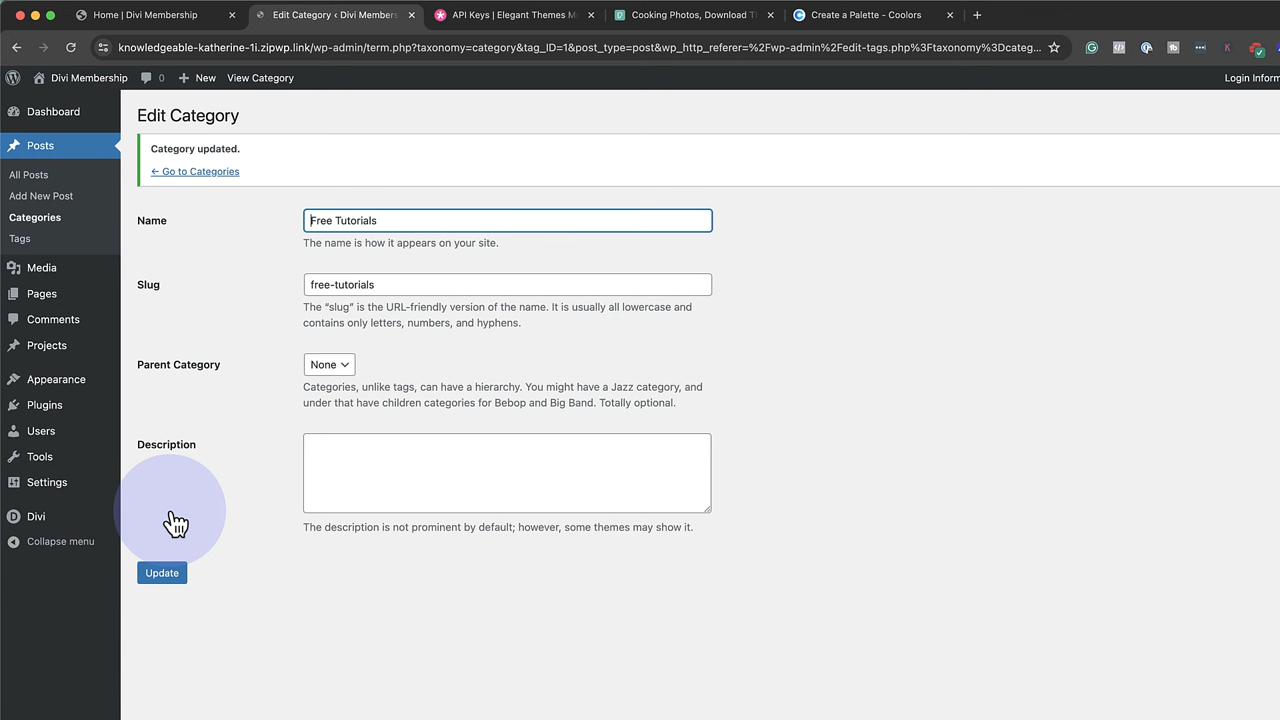 Home | Divi Membership
Edit Category ‹ Divi Members
API Keys | Elegant Themes M
Cooking Photos, Download T
Create a Palette - Coolors
knowledgeable-katherine-1i.zipwp.link/wp-admin/term.php?taxonomy=category&tag_ID=1&post_type=post&wp_http_referer=%2Fwp-admin%2Fedit-tags.php%3Ftaxonomy%3Dcateg...
Divi Membership
0
New
View Category
Login Inform
Dashboard
Posts
All Posts
Add New Post
Categories
Tags
Media
Pages
Comments
Projects
Appearance
Plugins
Users
Tools
Settings
Divi
Collapse menu
Edit Category
Category updated.
← Go to Categories
Name
Free Tutorials
The name is how it appears on your site.
Slug
free-tutorials
The “slug” is the URL-friendly version of the name. It is usually all lowercase and
contains only letters, numbers, and hyphens.
Parent Category
None
Categories, unlike tags, can have a hierarchy. You might have a Jazz category, and
under that have children categories for Bebop and Big Band. Totally optional.
Description
The description is not prominent by default; however, some themes may show it.
Update